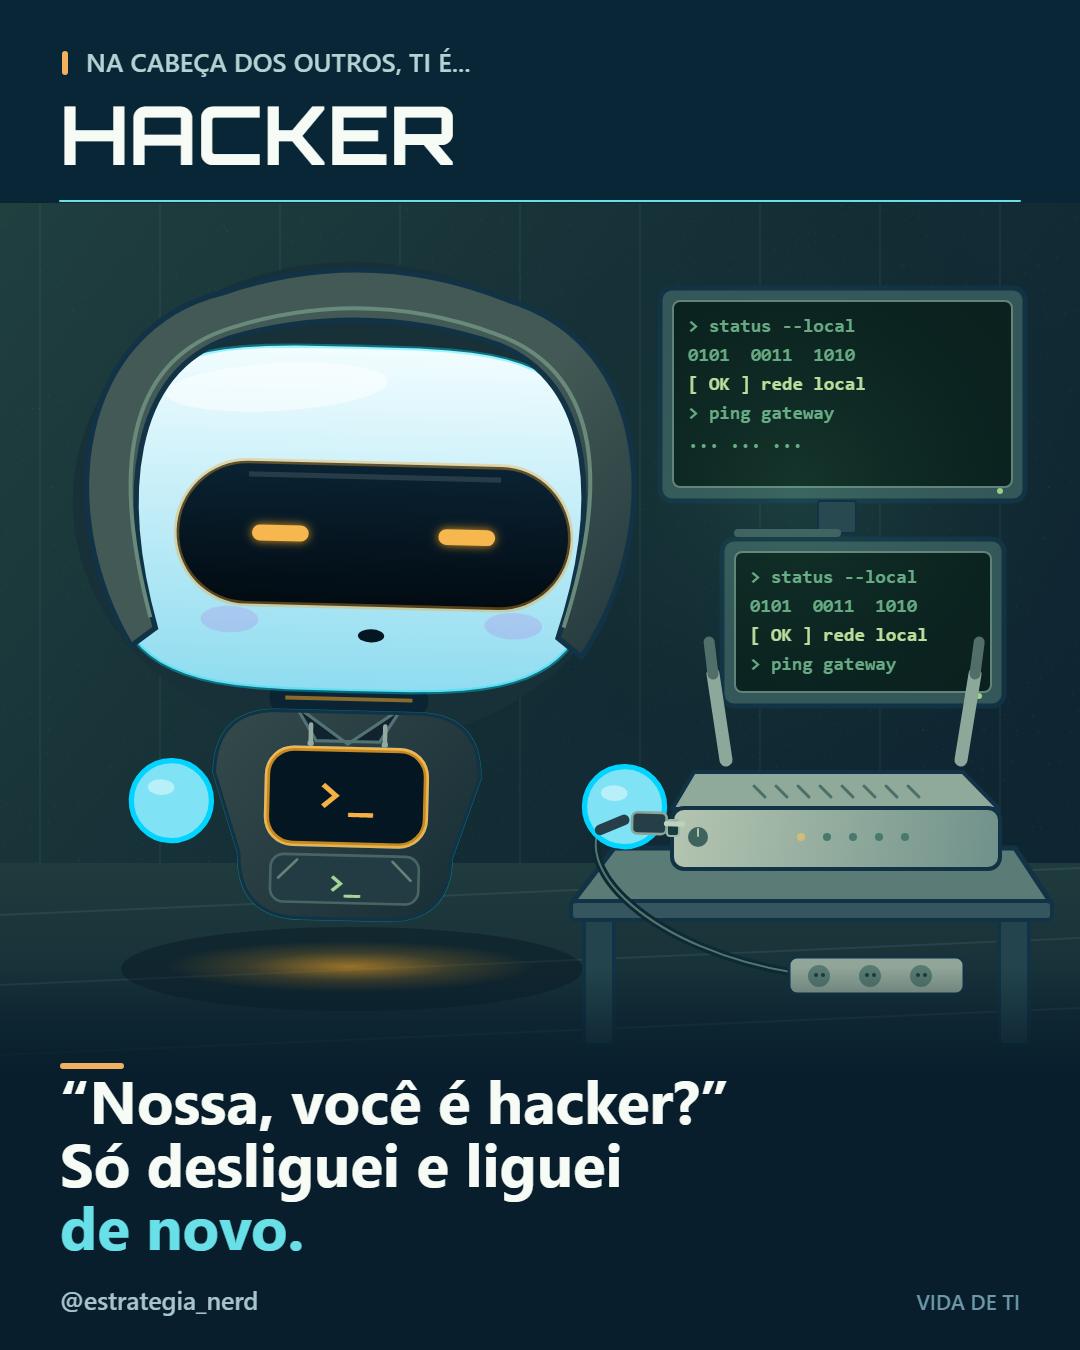 NA CABEÇA DOS OUTROS, TI É...
HACKER
> status --local
0101 0011 1010
[ OK ] rede local
> ping gateway
... ... ...
> status --local
0101 0011 1010
[ OK ] rede local
> ping gateway
>_
>_
“Nossa, você é hacker?”
Só desliguei e liguei
de novo.
@estrategia_nerd
VIDA DE TI